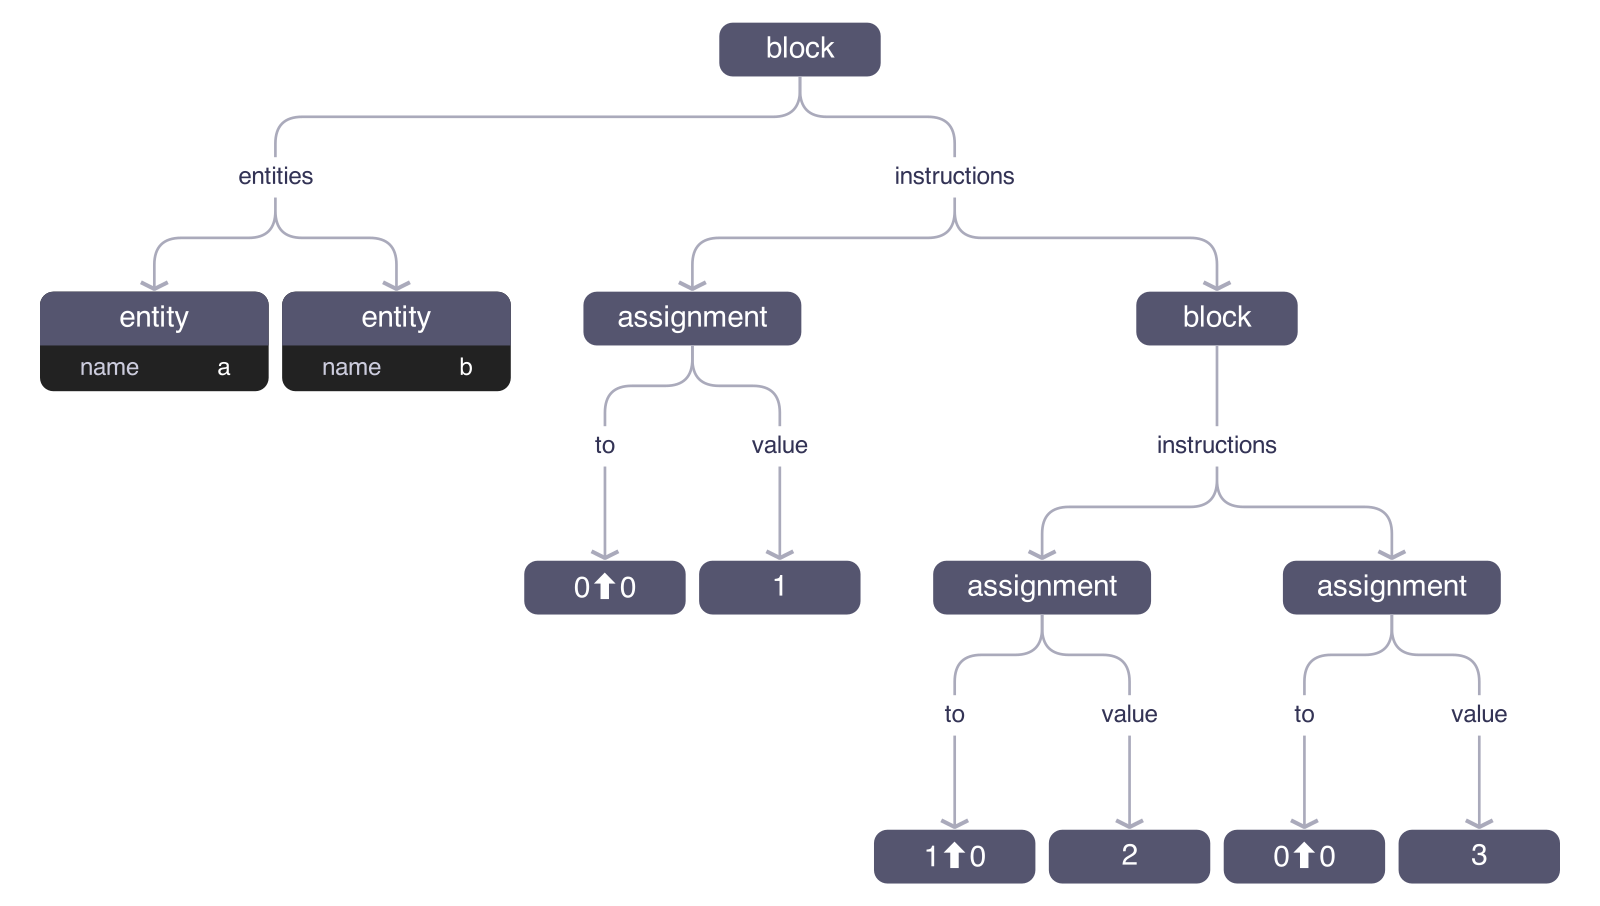 block
entities
instructions
entity
entity
assignment
block
name a
name b
to
value
instructions
0⬆0
1
assignment
assignment
to
value
to
value
1⬆0
2
0⬆0
3